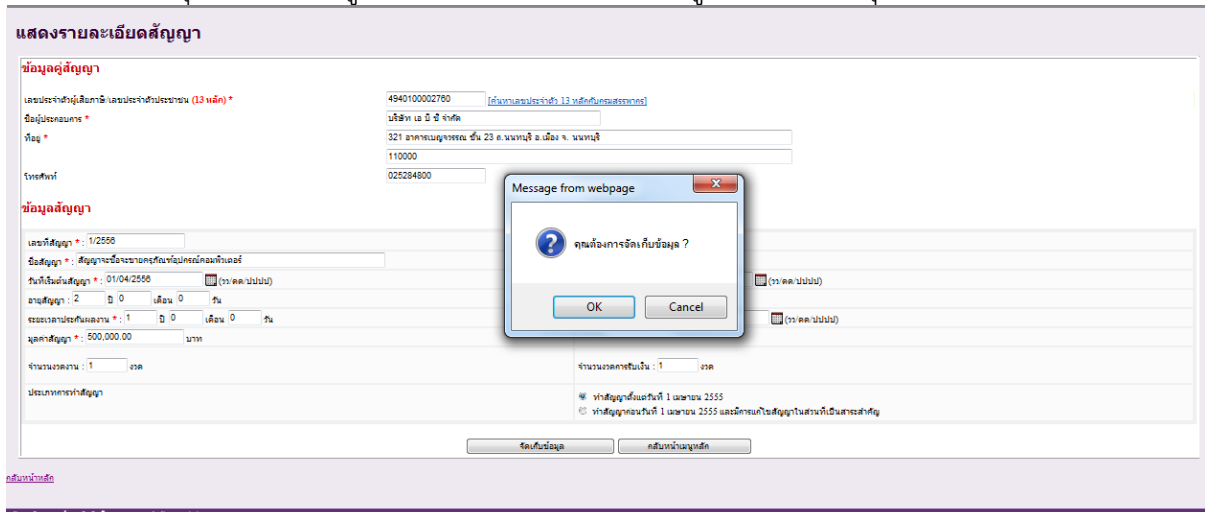 แสดงรายละเอียดสัญญา
ข้อมูลคู่สัญญา
เลขประจำตัวผู้เสียภาษี/เลขประจำตัวประชาชน (13 หลัก) * 4940100002760 [ค้นหาเลขประจำตัว 13 หลักกับกรมสรรพากร]
ชื่อผู้ประกอบการ * บริษัท เอ บี ซี จำกัด
ที่อยู่ * 321 อาคารเบญจวรรณ ชั้น 23 อ.นนทบุรี อ.เมือง จ. นนทบุรี
110000
โทรศัพท์ 025284800
Message from webpage
คุณต้องการจัดเก็บข้อมูล ?
OK Cancel
ข้อมูลสัญญา
เลขที่สัญญา * : 1/2556
ชื่อสัญญา * : สัญญาจะซื้อจะขายครุภัณฑ์อุปกรณ์คอมพิวเตอร์
วันที่เริ่มต้นสัญญา * : 01/04/2556 (วว/ดด/ปปปป) (วว/ดด/ปปปป)
อายุสัญญา : 2 ปี 0 เดือน 0 วัน
ระยะเวลาประกันผลงาน * : 1 ปี 0 เดือน 0 วัน (วว/ดด/ปปปป)
มูลค่าสัญญา * : 500,000.00 บาท
จำนวนงวดงาน : 1 งวด จำนวนงวดการรับเงิน : 1 งวด
ประเภทการทำสัญญา ทำสัญญาตั้งแต่วันที่ 1 เมษายน 2555
ทำสัญญาก่อนวันที่ 1 เมษายน 2555 และมีการแก้ไขสัญญาในส่วนที่เป็นสาระสำคัญ
จัดเก็บข้อมูล กลับหน้าเมนูหลัก
กลับหน้าหลัก